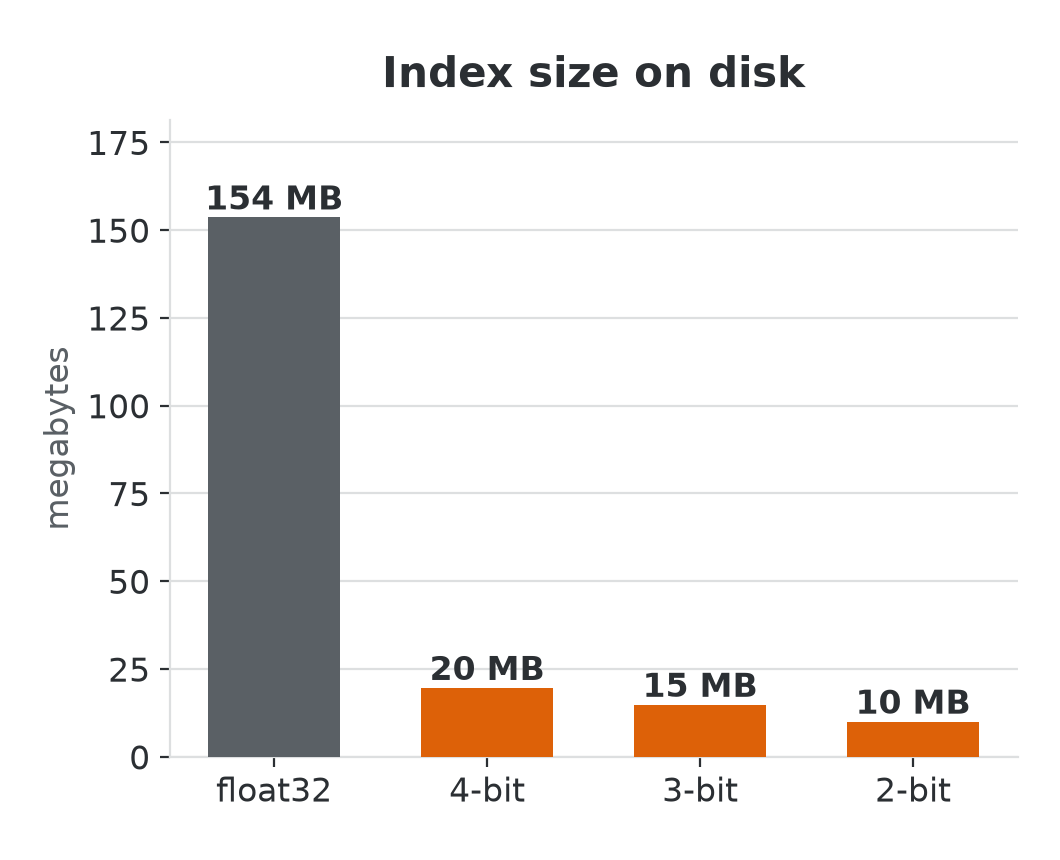 Index size on disk
175
150
125
100
75
50
25
0
megabytes
154 MB
20 MB
15 MB
10 MB
float32
4-bit
3-bit
2-bit